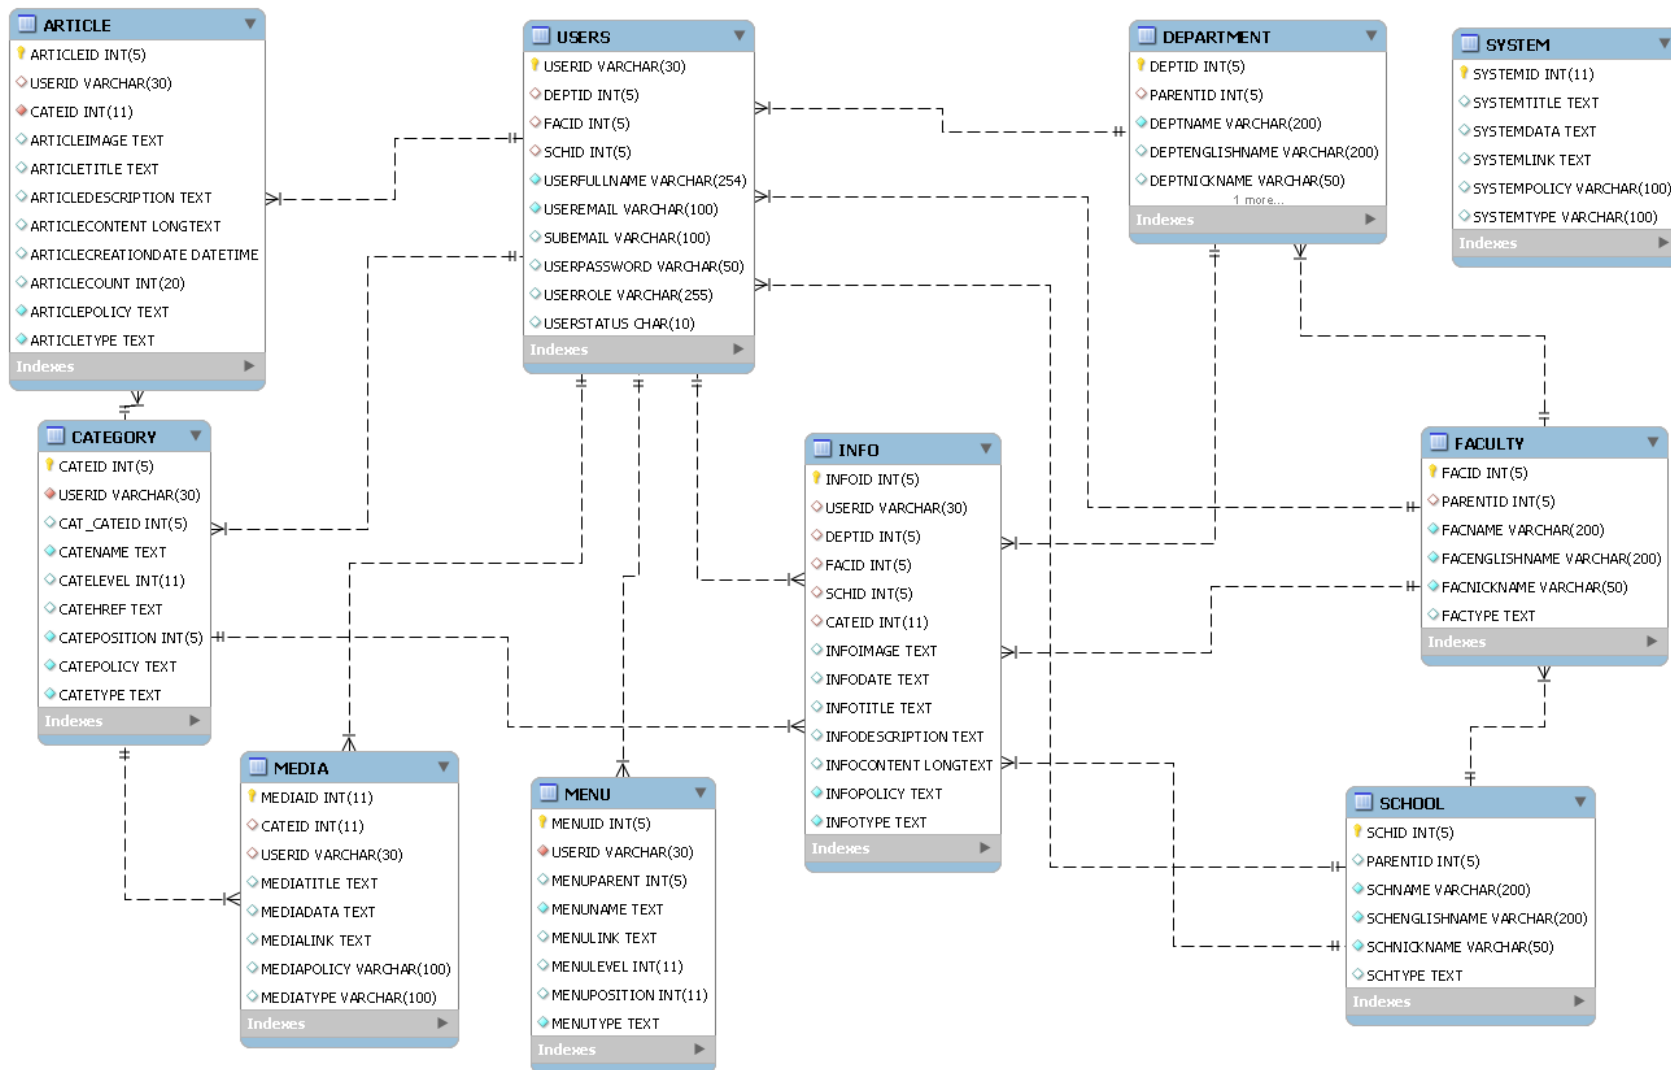 ARTICLE
ARTICLEID INT(5)
USERID VARCHAR(30)
CATEID INT(11)
ARTICLEIMAGE TEXT
ARTICLETITLE TEXT
ARTICLEDESCRIPTION TEXT
ARTICLECONTENT LONGTEXT
ARTICLECREATIONDATE DATETIME
ARTICLECOUNT INT(20)
ARTICLEPOLICY TEXT
ARTICLETYPE TEXT
Indexes
USERS
USERID VARCHAR(30)
DEPTID INT(5)
FACID INT(5)
SCHID INT(5)
USERFULLNAME VARCHAR(254)
USEREMAIL VARCHAR(100)
SUBEMAIL VARCHAR(100)
USERPASSWORD VARCHAR(50)
USERROLE VARCHAR(255)
USERSTATUS CHAR(10)
Indexes
DEPARTMENT
DEPTID INT(5)
PARENTID INT(5)
DEPTNAME VARCHAR(200)
DEPTENGLISHNAME VARCHAR(200)
DEPTNICKNAME VARCHAR(50)
1 more...
Indexes
SYSTEM
SYSTEMID INT(11)
SYSTEMTITLE TEXT
SYSTEMDATA TEXT
SYSTEMLINK TEXT
SYSTEMPOLICY VARCHAR(100)
SYSTEMTYPE VARCHAR(100)
Indexes
CATEGORY
CATEID INT(5)
USERID VARCHAR(30)
CAT_CATEID INT(5)
CATENAME TEXT
CATELEVEL INT(11)
CATEHREF TEXT
CATEPOSITION INT(5)
CATEPOLICY TEXT
CATETYPE TEXT
Indexes
INFO
INFOID INT(5)
USERID VARCHAR(30)
DEPTID INT(5)
FACID INT(5)
SCHID INT(5)
CATEID INT(11)
INFOIMAGE TEXT
INFODATE TEXT
INFOTITLE TEXT
INFODESCRIPTION TEXT
INFOCONTENT LONGTEXT
INFOPOLICY TEXT
INFOTYPE TEXT
Indexes
FACULTY
FACID INT(5)
PARENTID INT(5)
FACNAME VARCHAR(200)
FACENGLISHNAME VARCHAR(200)
FACNICKNAME VARCHAR(50)
FACTYPE TEXT
Indexes
MEDIA
MEDIAID INT(11)
CATEID INT(11)
USERID VARCHAR(30)
MEDIATITLE TEXT
MEDIADATA TEXT
MEDIALINK TEXT
MEDIAPOLICY VARCHAR(100)
MEDIATYPE VARCHAR(100)
Indexes
MENU
MENUID INT(5)
USERID VARCHAR(30)
MENUPARENT INT(5)
MENUNAME TEXT
MENULINK TEXT
MENULEVEL INT(11)
MENUPOSITION INT(11)
MENUTYPE TEXT
Indexes
SCHOOL
SCHID INT(5)
PARENTID INT(5)
SCHNAME VARCHAR(200)
SCHENGLISHNAME VARCHAR(200)
SCHNICKNAME VARCHAR(50)
SCHTYPE TEXT
Indexes